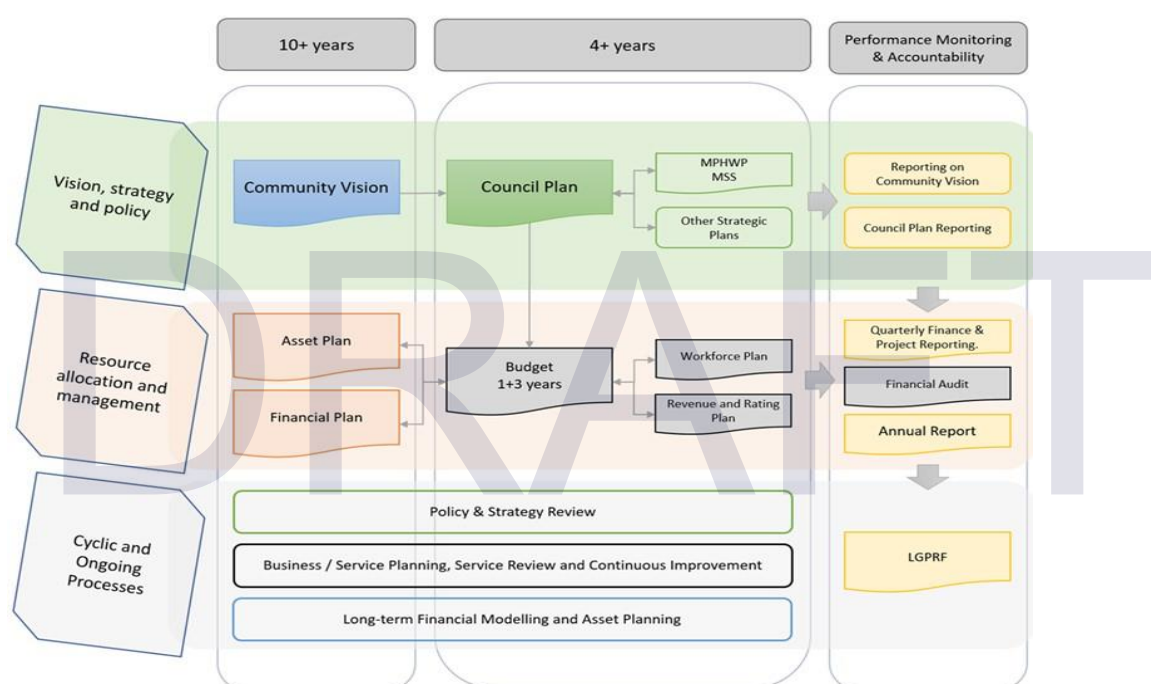 10+ years
4+ years
Performance Monitoring
& Accountability
Vision, strategy
and policy
Community Vision
Council Plan
MPHWP
MSS
Other Strategic
Plans
Reporting on
Community Vision
Council Plan Reporting
DRAFT
Resource
allocation and
management
Asset Plan
Financial Plan
Budget
1+3 years
Workforce Plan
Revenue and Rating
Plan
Quarterly Finance &
Project Reporting.
Financial Audit
Annual Report
Cyclic and
Ongoing
Processes
Policy & Strategy Review
Business / Service Planning, Service Review and Continuous Improvement
Long-term Financial Modelling and Asset Planning
LGPRF